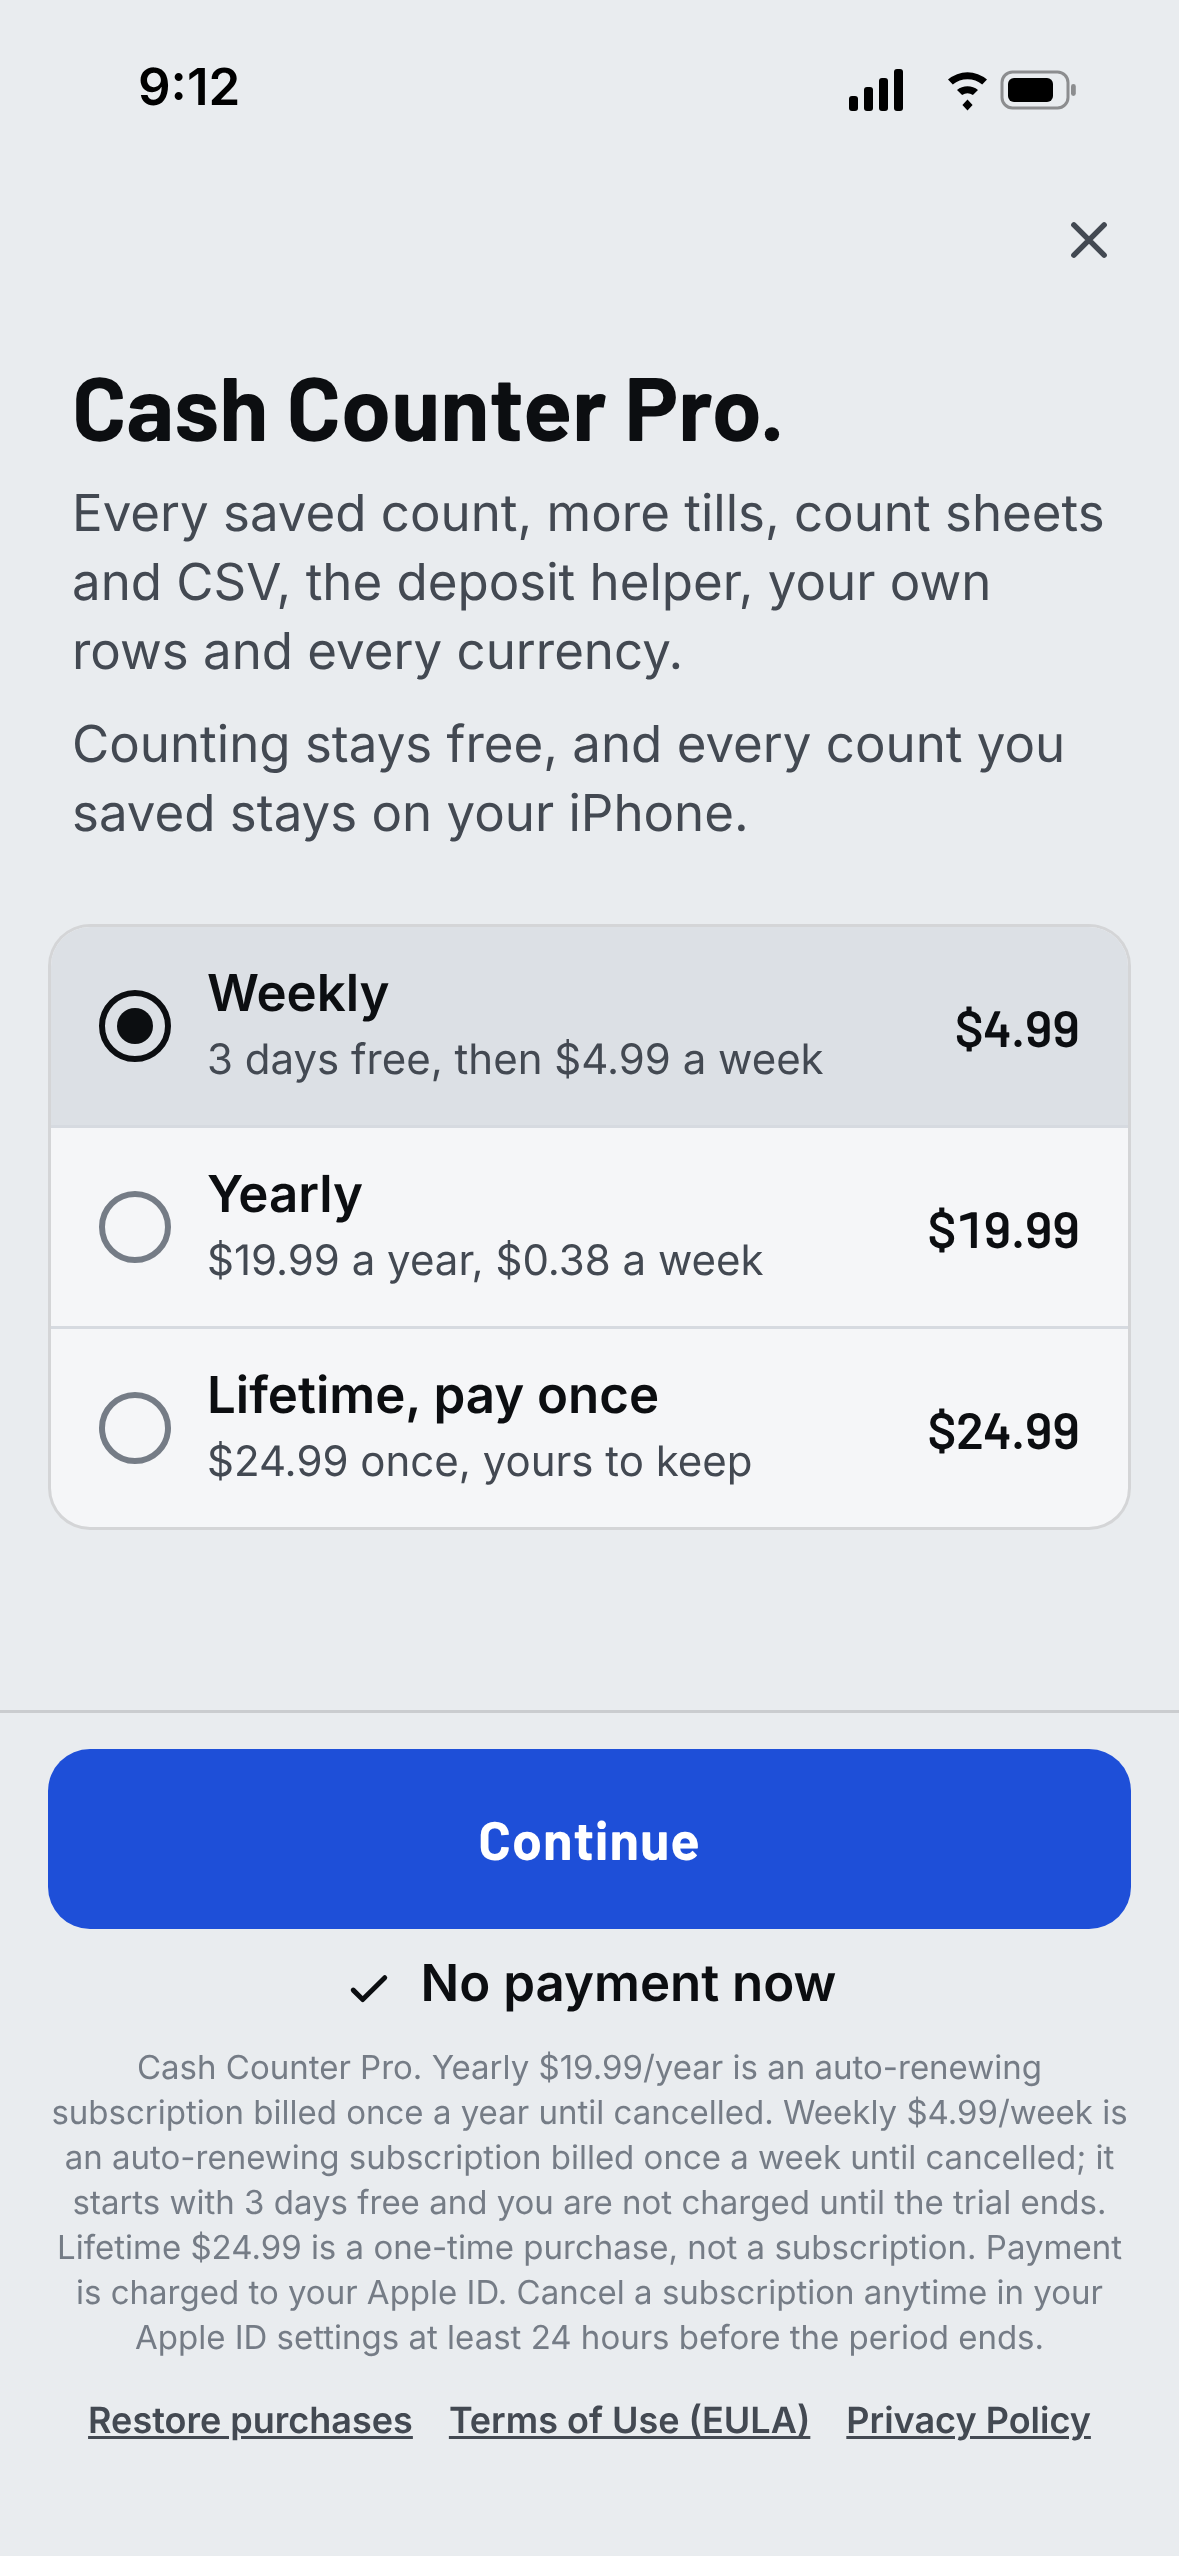 9:12
Cash Counter Pro.
Every saved count, more tills, count sheets
and CSV, the deposit helper, your own
rows and every currency.
Counting stays free, and every count you
saved stays on your iPhone.
Weekly
3 days free, then $4.99 a week
$4.99
Yearly
$19.99 a year, $0.38 a week
$19.99
Lifetime, pay once
$24.99 once, yours to keep
$24.99
Continue
No payment now
Cash Counter Pro. Yearly $19.99/year is an auto-renewing
subscription billed once a year until cancelled. Weekly $4.99/week is
an auto-renewing subscription billed once a week until cancelled; it
starts with 3 days free and you are not charged until the trial ends.
Lifetime $24.99 is a one-time purchase, not a subscription. Payment
is charged to your Apple ID. Cancel a subscription anytime in your
Apple ID settings at least 24 hours before the period ends.
Restore purchases Terms of Use (EULA) Privacy Policy